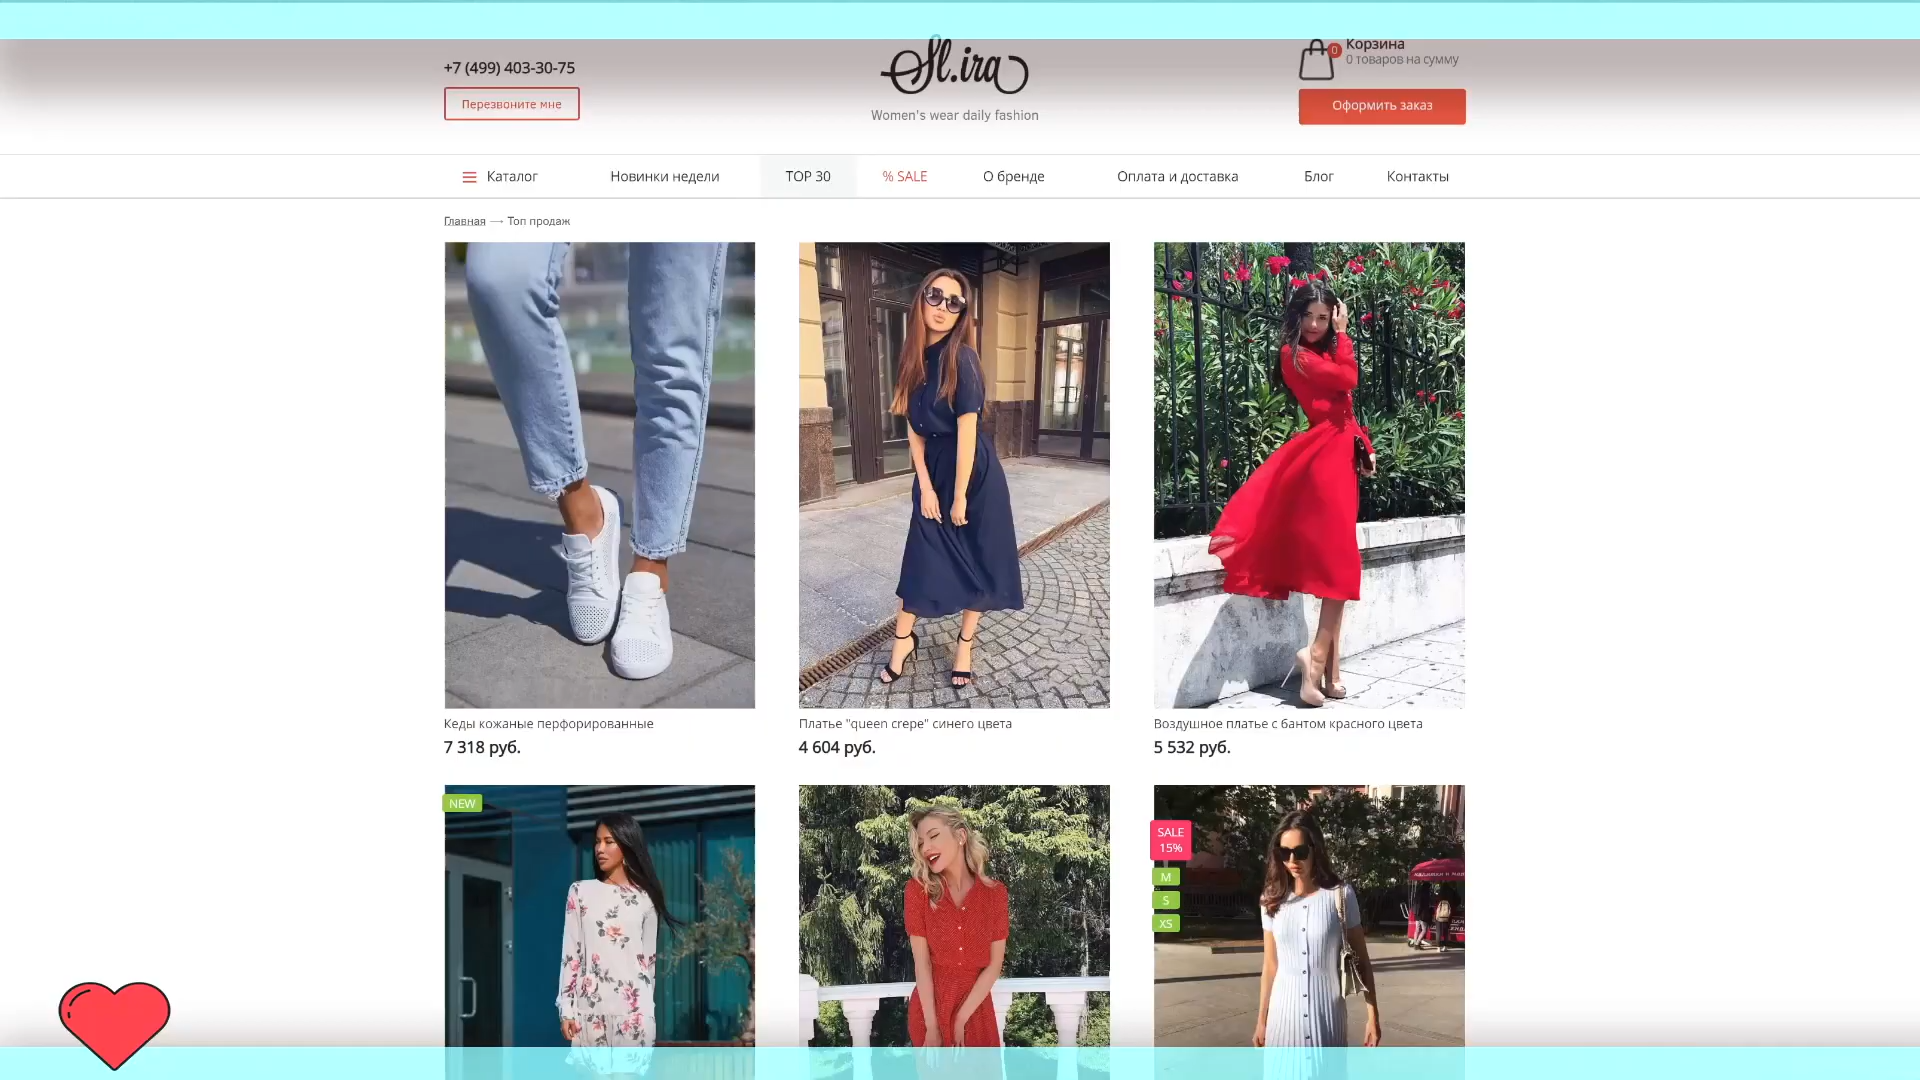 +7 (499) 403-30-75
Перезвоните мне
Sl.ira
Women's wear daily fashion
0
Корзина
0 товаров на сумму
Оформить заказ
Каталог
Новинки недели
TOP 30
% SALE
О бренде
Оплата и доставка
Блог
Контакты
Главная → Топ продаж
Кеды кожаные перфорированные
7 318 руб.
Платье "queen crepe" синего цвета
4 604 руб.
Воздушное платье с бантом красного цвета
5 532 руб.
NEW
SALE
15%
M
S
XS